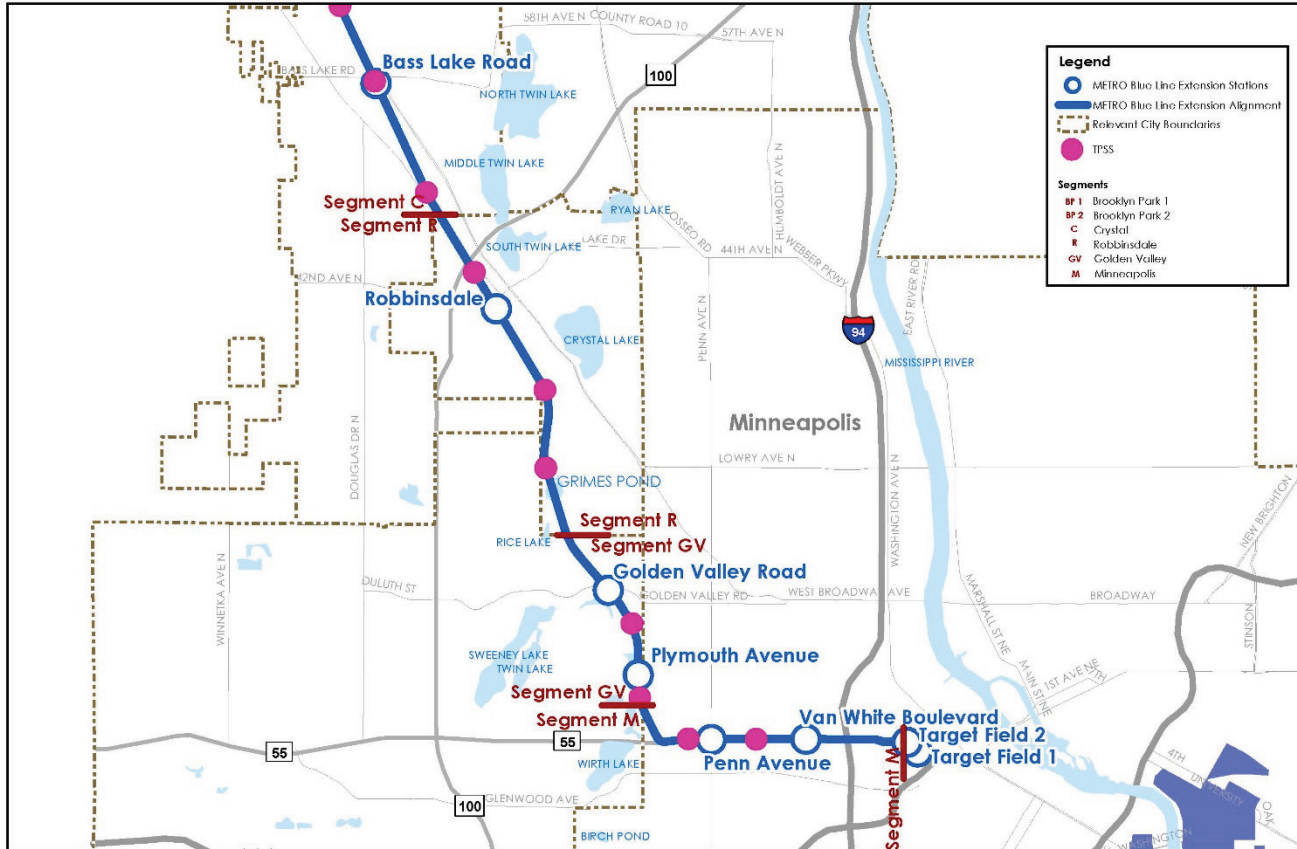 58TH AVE N
COUNTY ROAD 10
57TH AVE N
Bass Lake Road
BASS LAKE RD
100
NORTH TWIN LAKE
Legend
METRO Blue Line Extension Stations
METRO Blue Line Extension Alignment
Relevant City Boundaries
TPSS
Segments
BP 1 Brooklyn Park 1
BP 2 Brooklyn Park 2
C Crystal
R Robbinsdale
GV Golden Valley
M Minneapolis
MIDDLE TWIN LAKE
HUMBOLDT AVE N
Segment C
Segment R
RYAN LAKE
OSSEO RD
SOUTH TWIN LAKE
LAKE DR
44TH AVE N
WEBBER PKWY
EAST RIVER RD
42ND AVE N
Robbinsdale
94
CRYSTAL LAKE
PENN AVE N
MISSISSIPPI RIVER
DOUGLAS DR N
Minneapolis
LOWRY AVE N
WASHINGTON AVE N
GRIMES POND
NEW BRIGHTON
Segment R
RICE LAKE
Segment GV
WINNETKA AVE N
DULUTH ST
Golden Valley Road
GOLDEN VALLEY RD
WEST BROADWAY AVE
BROADWAY
STINSON
MARSHALL ST NE
SWEENEY LAKE
TWIN LAKE
Plymouth Avenue
MAIN ST NE
1ST AVE NE
7TH
Segment GV
Segment M
Van White Boulevard
Target Field 2
Target Field 1
55
55
Penn Avenue
WIRTH LAKE
Segment M
4TH
UNIVERSITY
OAK
GLENWOOD AVE
100
BIRCH POND
WASHINGTON